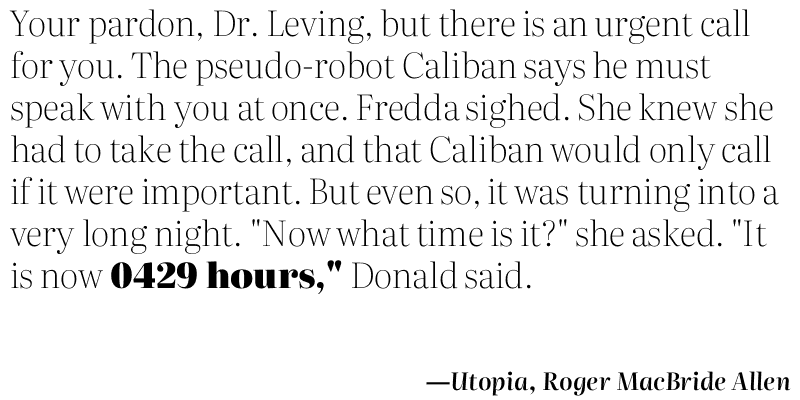 Your pardon, Dr. Leving, but there is an urgent call
for you. The pseudo-robot Caliban says he must
speak with you at once. Fredda sighed. She knew she
had to take the call, and that Caliban would only call
if it were important. But even so, it was turning into a
very long night. "Now what time is it?" she asked. "It
is now 0429 hours," Donald said.
—Utopia, Roger MacBride Allen